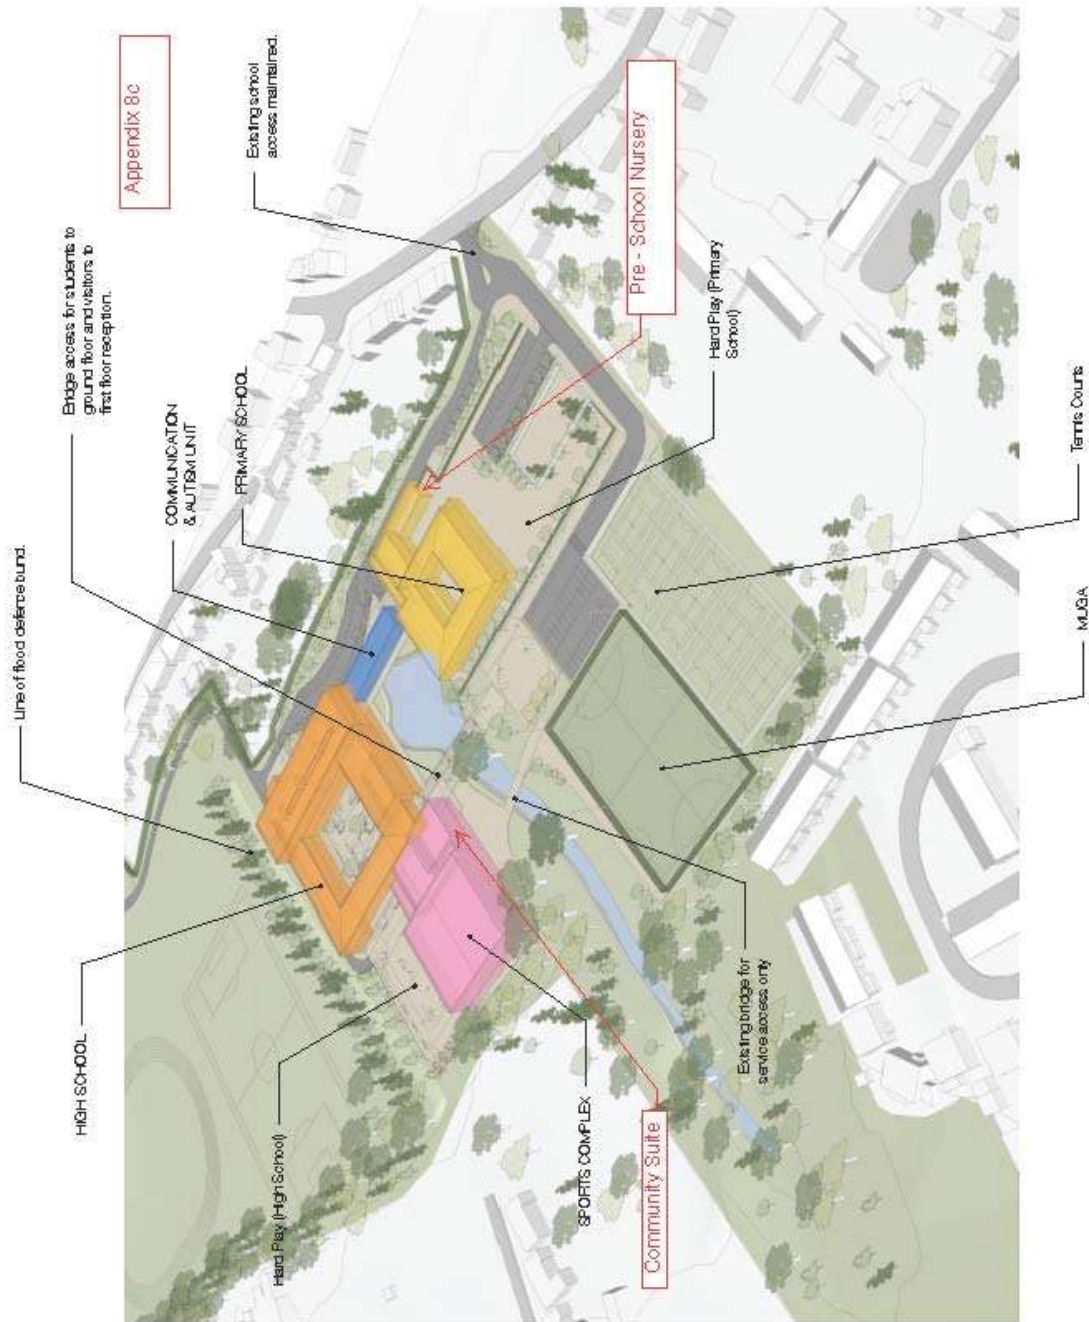 Line of flood defence bund.
Bridge access for students to
ground floor and visitors to
first floor reception.
HIGH SCHOOL
Appendix 8c
COMMUNICATION
& AUTISM UNIT
PRIMARY SCHOOL
Existing school
access maintained.
Hard Play (High School)
SPORTS COMPLEX
Pre - School Nursery
Community Suite
Hard Play (Primary
School)
Existing bridge for
service access only
MUGA
Tennis Courts